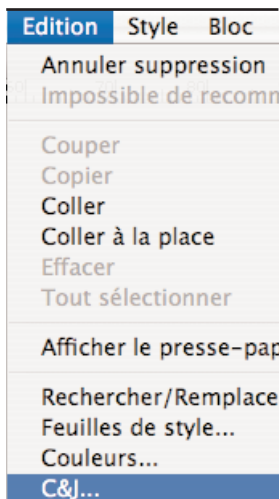 Edition Style Bloc
Annuler suppression
Impossible de recomm
Couper
Copier
Coller
Coller à la place
Effacer
Tout sélectionner
Afficher le presse-pap
Rechercher/Remplace
Feuilles de style...
Couleurs...
C&J...